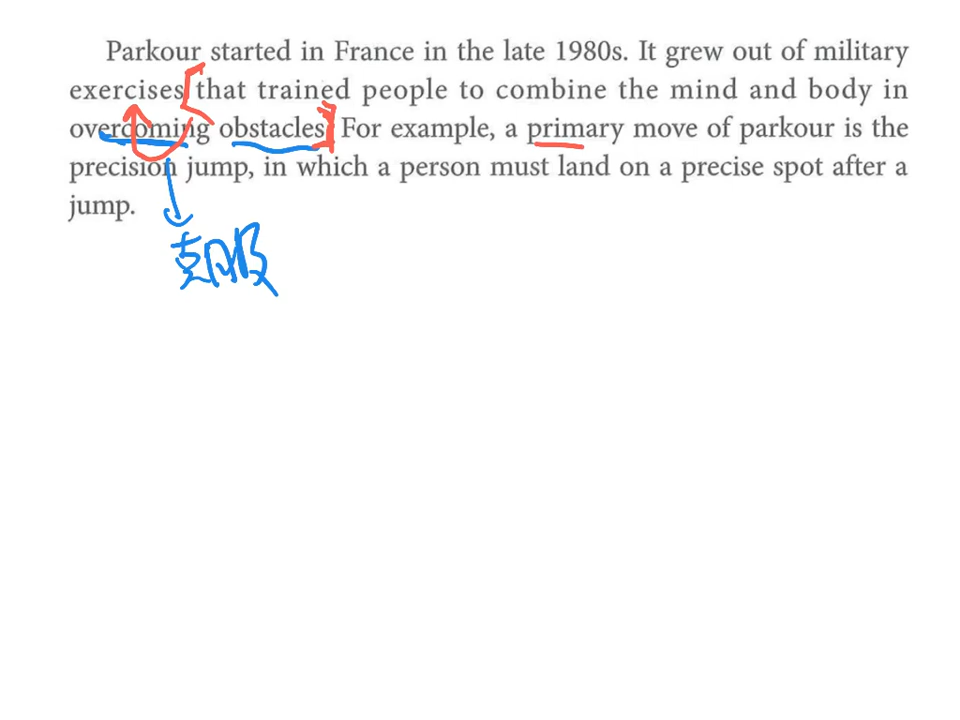 Parkour started in France in the late 1980s. It grew out of military
exercises that trained people to combine the mind and body in
overcoming obstacles. For example, a primary move of parkour is the
precision jump, in which a person must land on a precise spot after a
jump.
克服